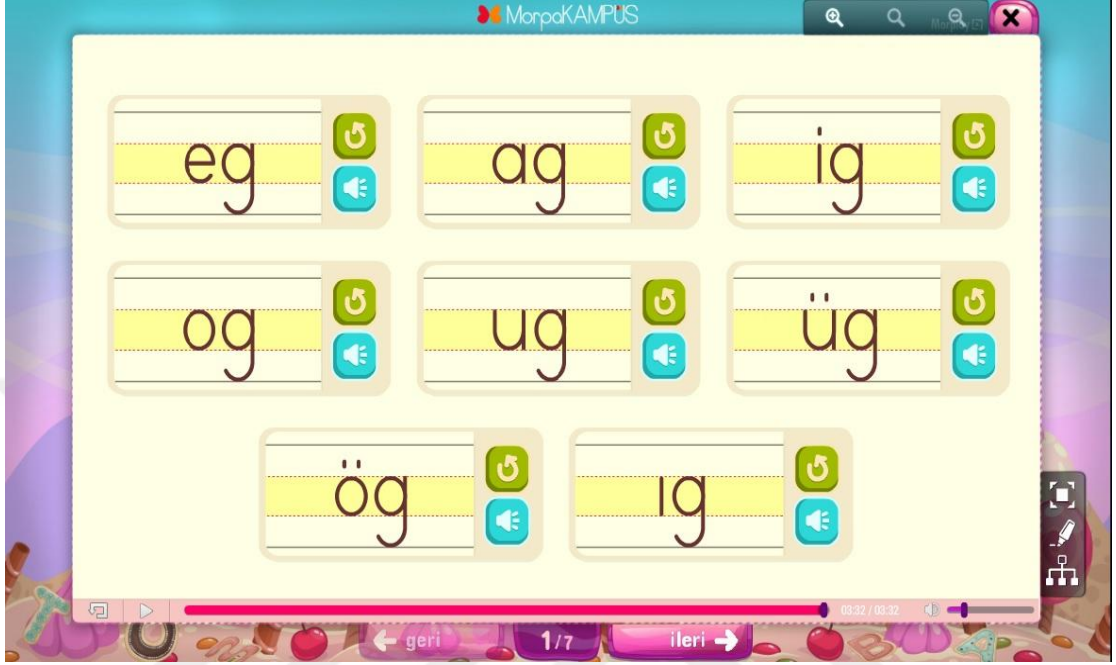 MorpaKAMPÜS
eg ag ig
og ug üg
ög ıg
03:32 / 03:32
geri 1/7 ileri